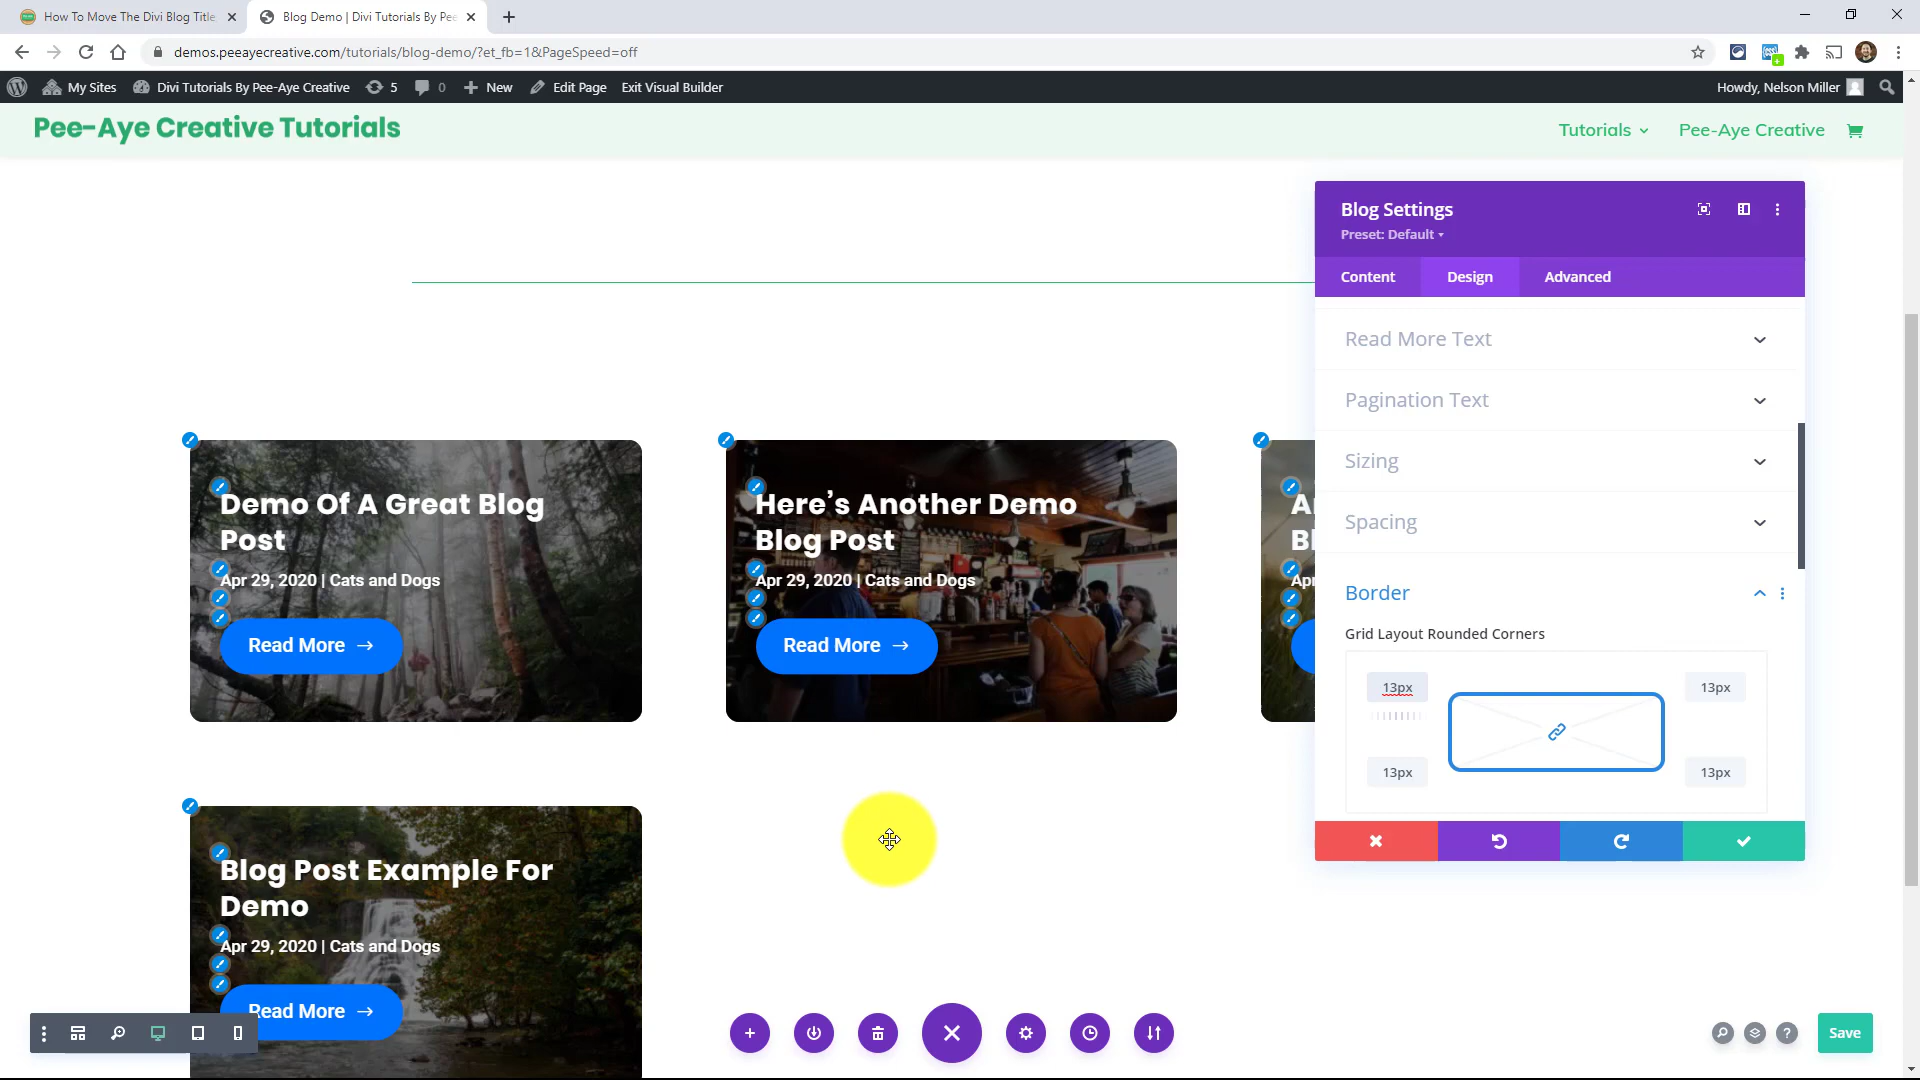 How To Move The Divi Blog Title
Blog Demo | Divi Tutorials By Pee
demos.peeayecreative.com/tutorials/blog-demo/?et_fb=1&PageSpeed=off
My Sites
Divi Tutorials By Pee-Aye Creative
5
0
New
Edit Page
Exit Visual Builder
Howdy, Nelson Miller
Pee-Aye Creative Tutorials
Tutorials
Pee-Aye Creative
Blog Settings
Preset: Default
Content
Design
Advanced
Read More Text
Pagination Text
Sizing
Spacing
Border
Grid Layout Rounded Corners
13px
13px
13px
13px
Demo Of A Great Blog
Post
Apr 29, 2020 | Cats and Dogs
Read More →
Here's Another Demo
Blog Post
Apr 29, 2020 | Cats and Dogs
Read More →
Blog Post Example For
Demo
Apr 29, 2020 | Cats and Dogs
Read More →
Save